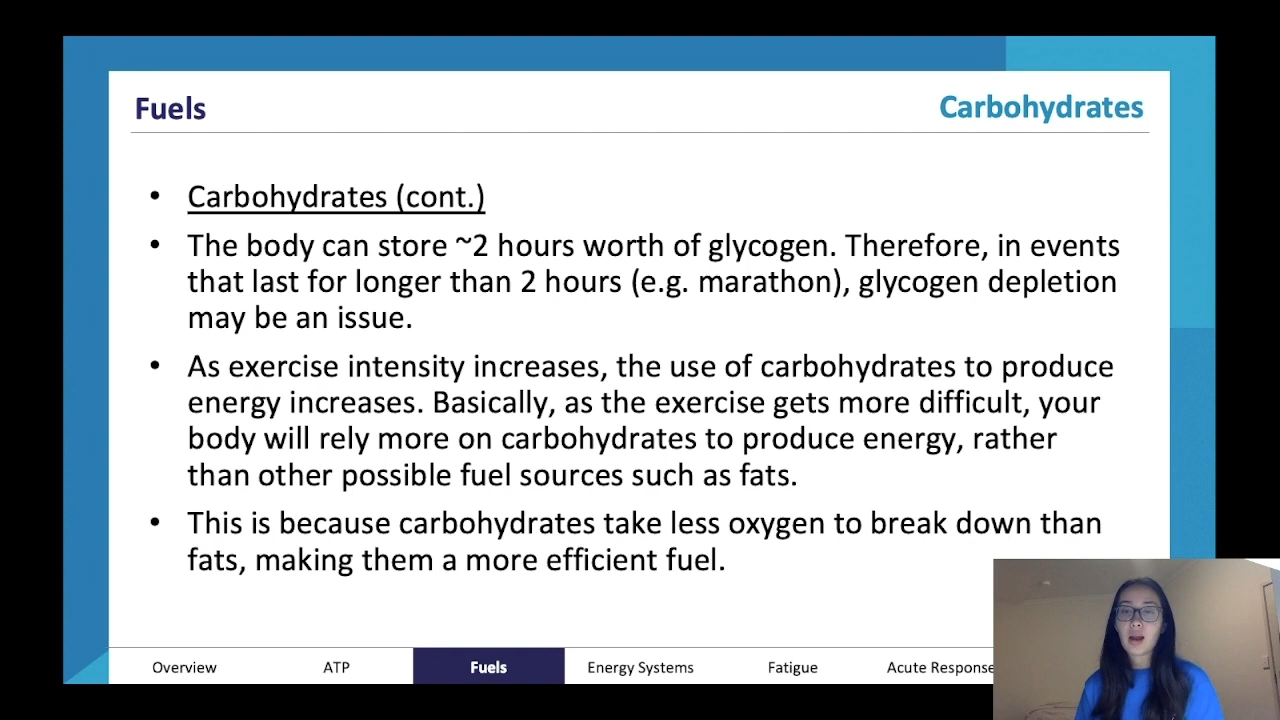 Fuels
Carbohydrates
• Carbohydrates (cont.)
• The body can store ~2 hours worth of glycogen. Therefore, in events
that last for longer than 2 hours (e.g. marathon), glycogen depletion
may be an issue.
• As exercise intensity increases, the use of carbohydrates to produce
energy increases. Basically, as the exercise gets more difficult, your
body will rely more on carbohydrates to produce energy, rather
than other possible fuel sources such as fats.
• This is because carbohydrates take less oxygen to break down than
fats, making them a more efficient fuel.
Overview ATP Fuels Energy Systems Fatigue Acute Response